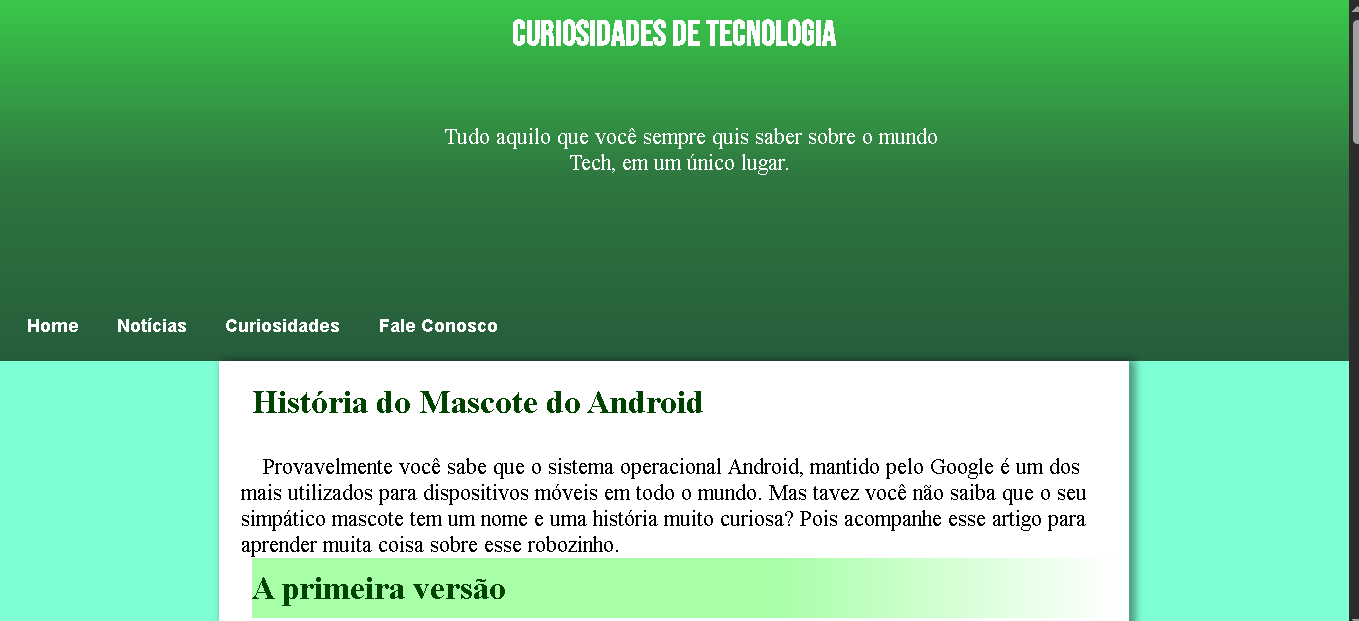 CURIOSIDADES DE TECNOLOGIA
Tudo aquilo que você sempre quis saber sobre o mundo
Tech, em um único lugar.
Home Notícias Curiosidades Fale Conosco
História do Mascote do Android
Provavelmente você sabe que o sistema operacional Android, mantido pelo Google é um dos
mais utilizados para dispositivos móveis em todo o mundo. Mas tavez você não saiba que o seu
simpático mascote tem um nome e uma história muito curiosa? Pois acompanhe esse artigo para
aprender muita coisa sobre esse robozinho.
A primeira versão